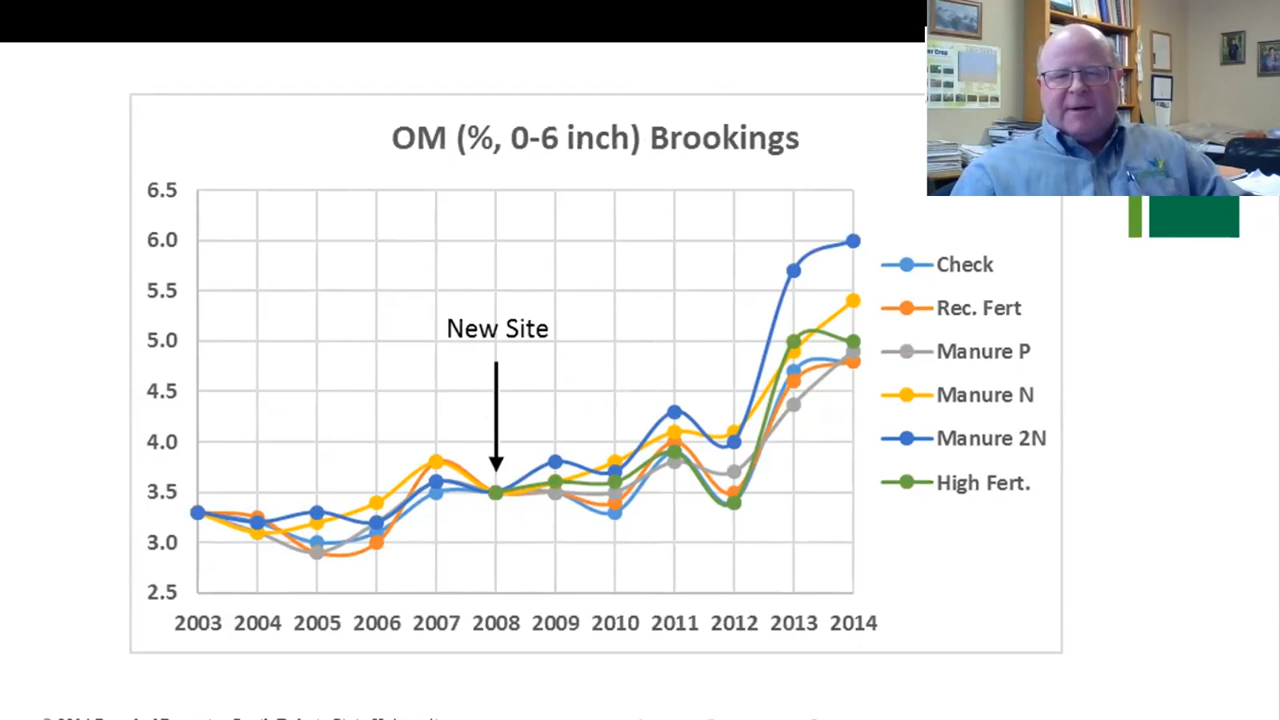 OM (%, 0-6 inch) Brookings
6.5
6.0
5.5
5.0
4.5
4.0
3.5
3.0
2.5
New Site
2003 2004 2005 2006 2007 2008 2009 2010 2011 2012 2013 2014
Check
Rec. Fert
Manure P
Manure N
Manure 2N
High Fert.